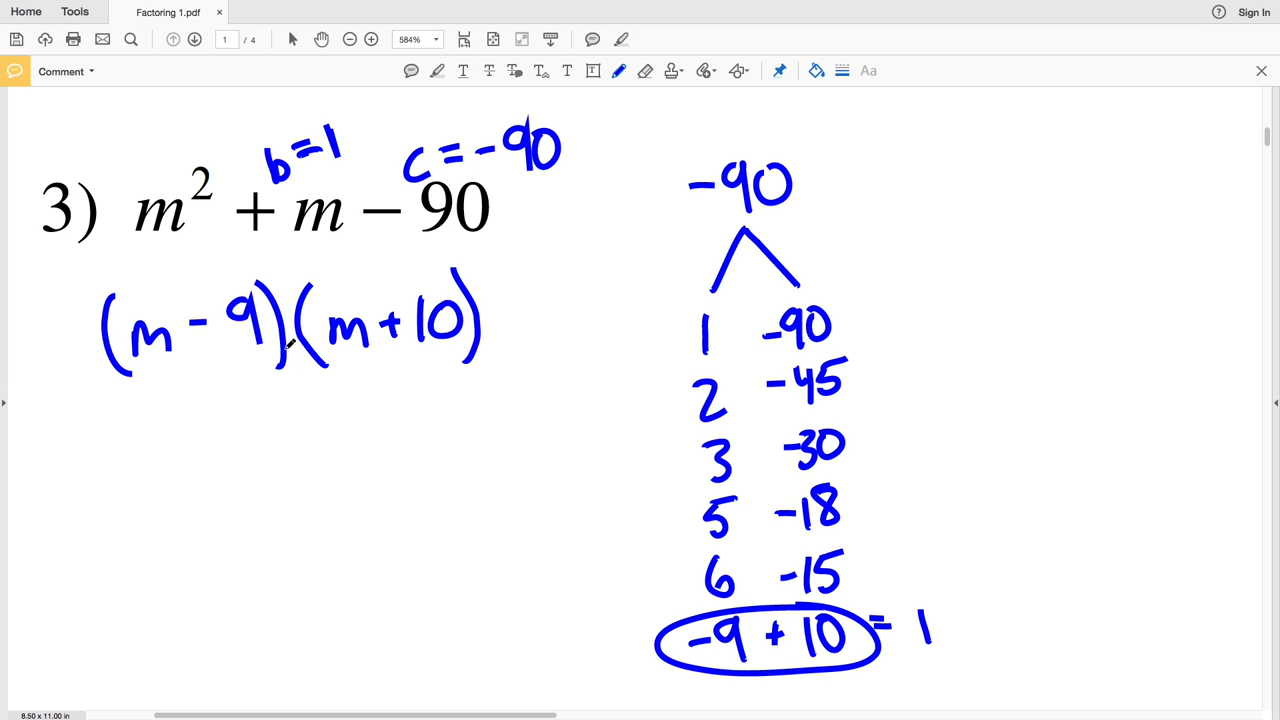 Home Tools Factoring 1.pdf × Sign In
1 / 4 584%
Comment Aa
b=1 c=-90
3) m² + m − 90
(m - 9)(m + 10)
-90
1 -90
2 -45
3 -30
5 -18
6 -15
-9 + 10 = 1
8.50 x 11.00 in